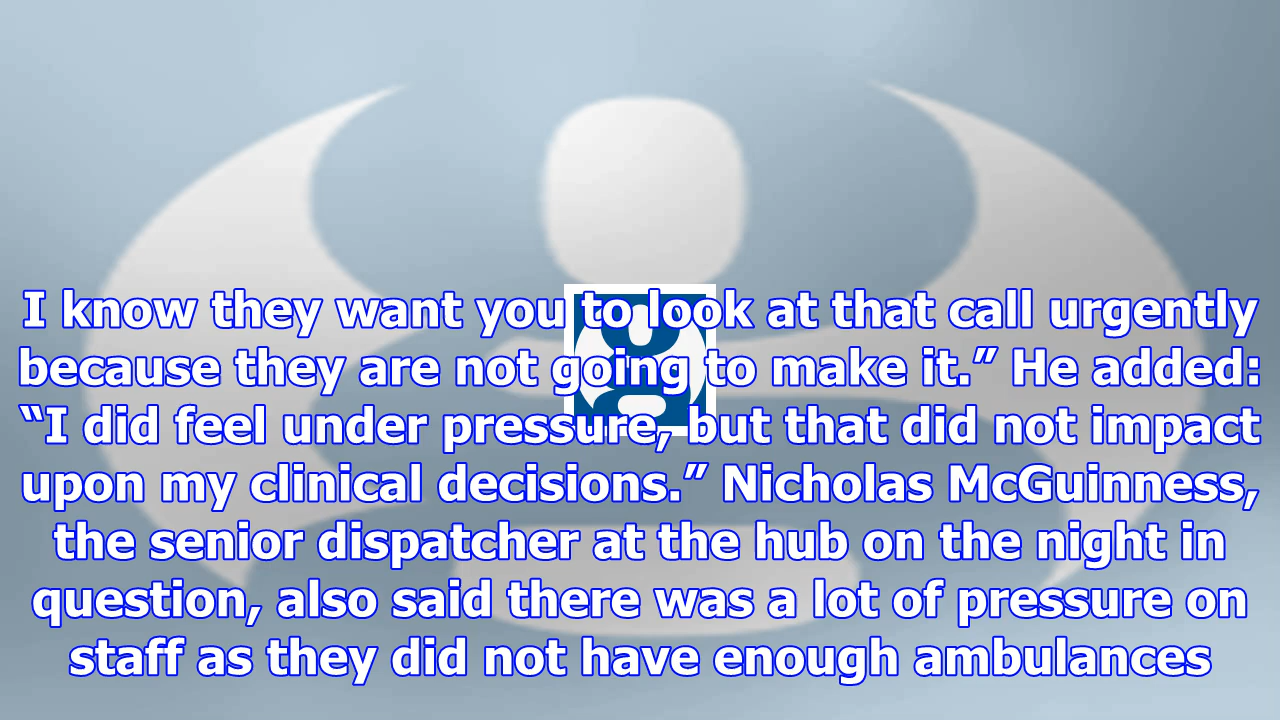 I know they want you to look at that call urgently
because they are not going to make it.” He added:
“I did feel under pressure, but that did not impact
upon my clinical decisions.” Nicholas McGuinness,
the senior dispatcher at the hub on the night in
question, also said there was a lot of pressure on
staff as they did not have enough ambulances